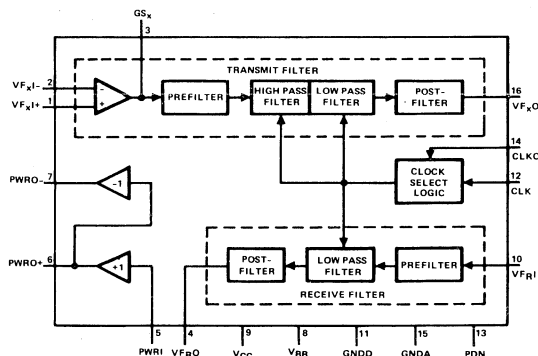 GSx
3
TRANSMIT FILTER
VFxI- 2
VFxI+ 1
-
+
PREFILTER
HIGH PASS FILTER
LOW PASS FILTER
POST-FILTER
16
VFxO
14
CLKO
12
CLK
CLOCK SELECT LOGIC
PWRO- 7
-1
PWRO+ 6
+1
POST-FILTER
LOW PASS FILTER
PREFILTER
10
VFRI
RECEIVE FILTER
5 4 9 8 11 15 13
PWRI VFRO VCC VBB GNDD GNDA PDN